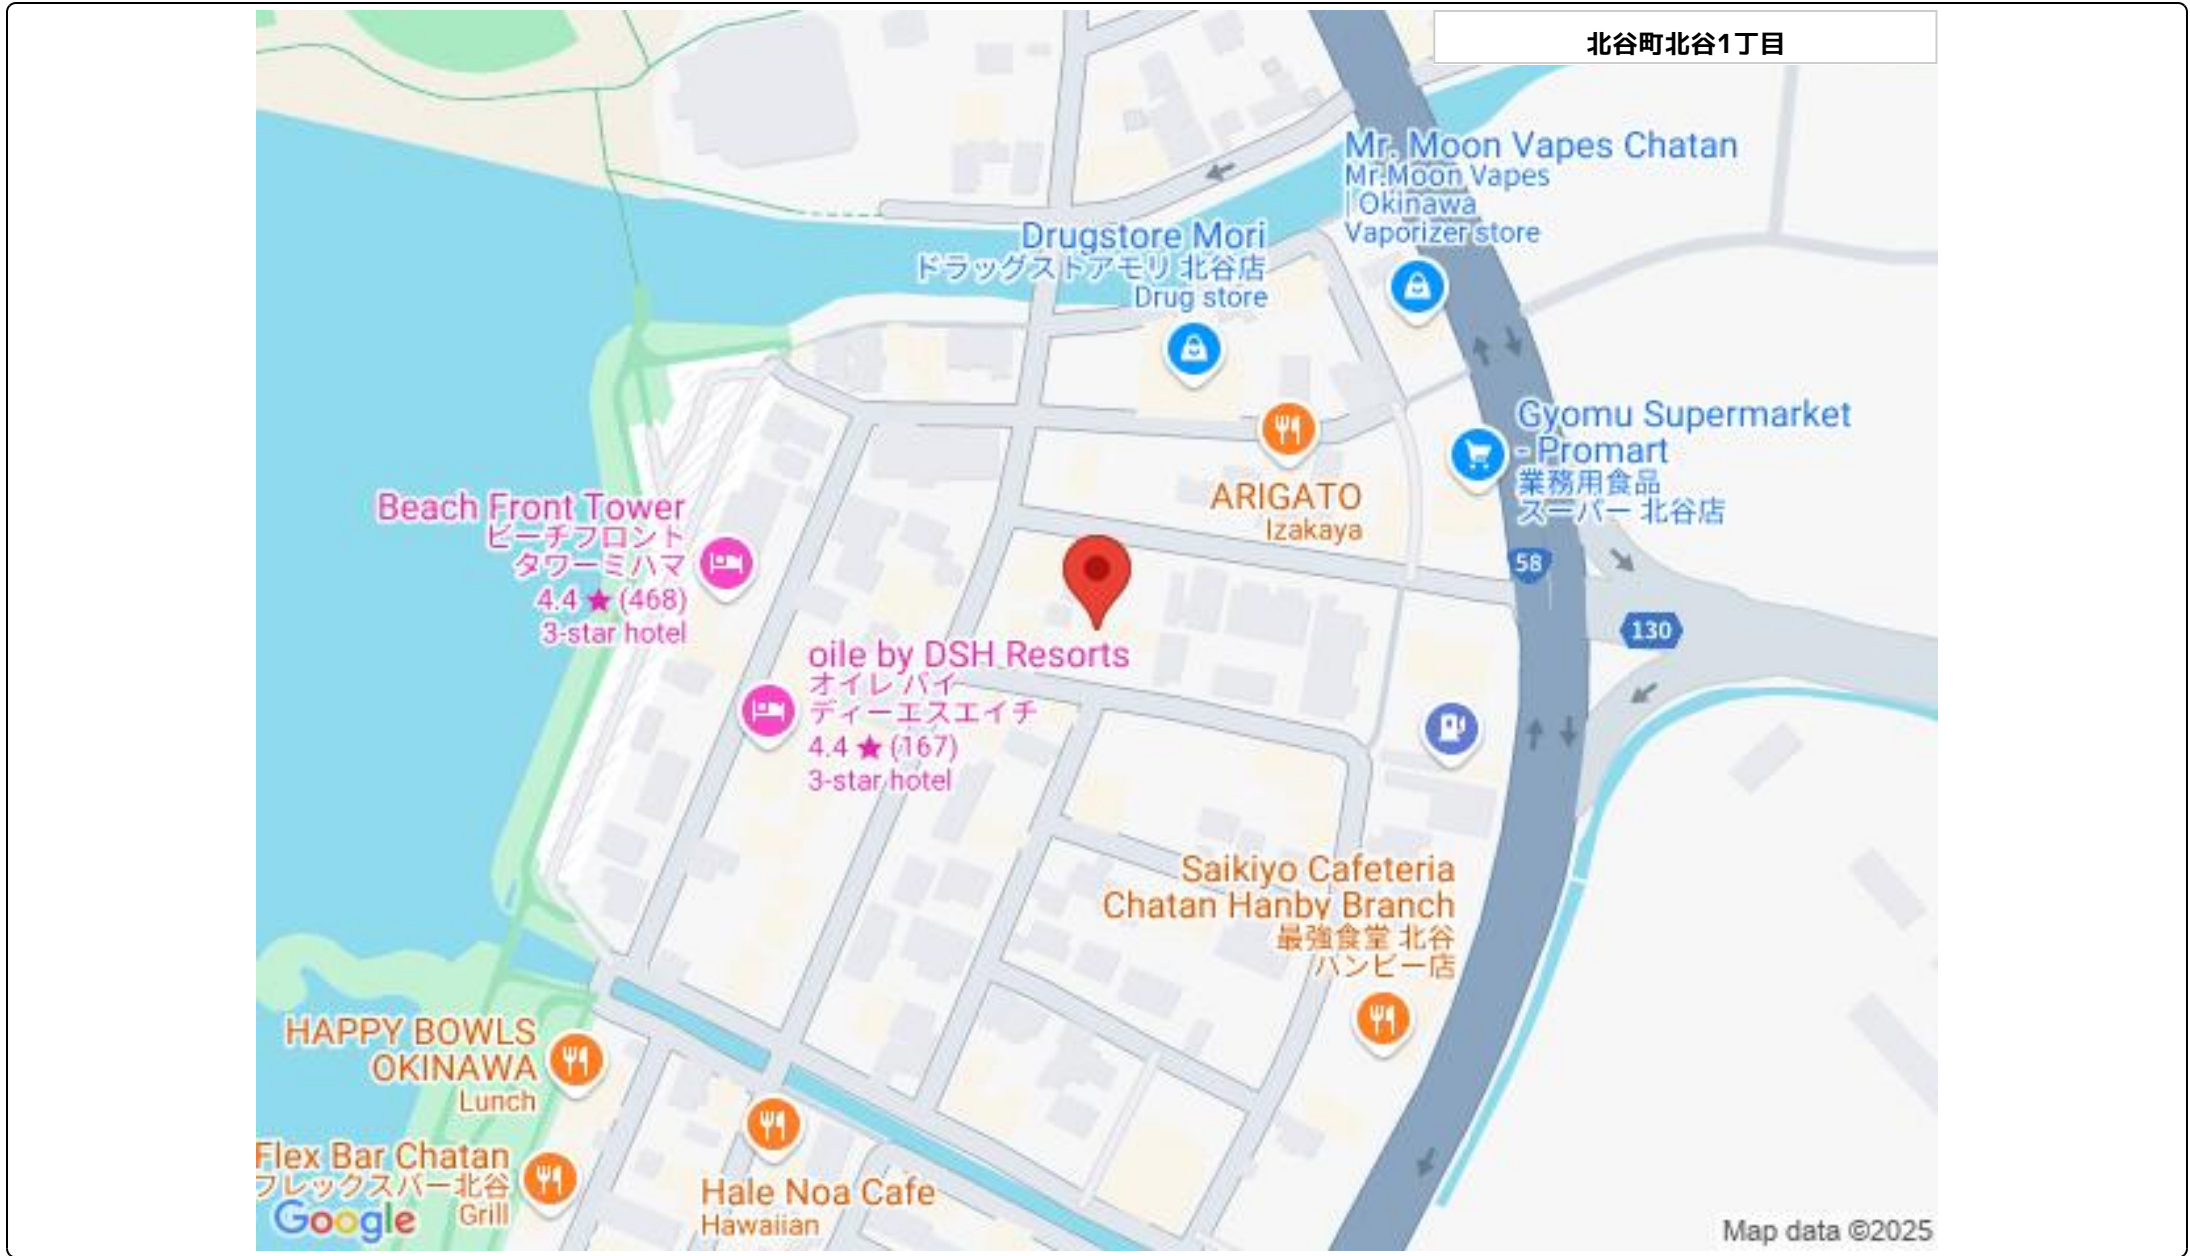 北谷町北谷1丁目
Mr. Moon Vapes Chatan
Mr.Moon Vapes
| Okinawa
Vaporizer store
Drugstore Mori
ドラッグストアモリ 北谷店
Drug store
Gyomu Supermarket
- Promart
業務用食品
スーパー 北谷店
ARIGATO
Izakaya
Beach Front Tower
ビーチフロント
タワーミハマ
4.4 ★ (468)
3-star hotel
58
130
oile by DSH Resorts
オイレ バイ
ディーエスエイチ
4.4 ★ (167)
3-star hotel
Saikiyo Cafeteria
Chatan Hanby Branch
最強食堂 北谷
ハンビー店
HAPPY BOWLS
OKINAWA
Lunch
Flex Bar Chatan
フレックスバー北谷
Grill
Hale Noa Cafe
Hawaiian
Google
Map data ©2025